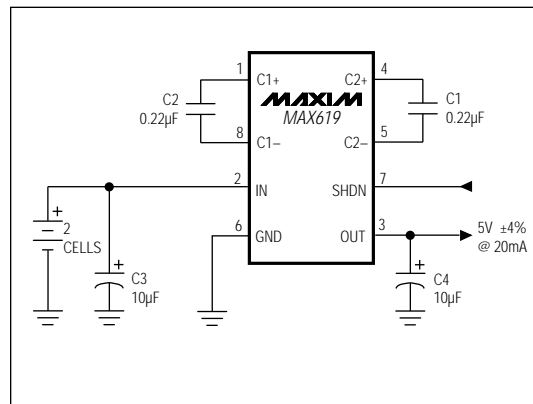 1
C1+
C2+
4
C2
0.22µF
MAXIM
MAX619
C1
0.22µF
8
C1–
C2–
5
2
IN
SHDN
7
+
2
CELLS
6
GND
OUT
3
5V ±4%
@ 20mA
+
C3
10µF
+
C4
10µF